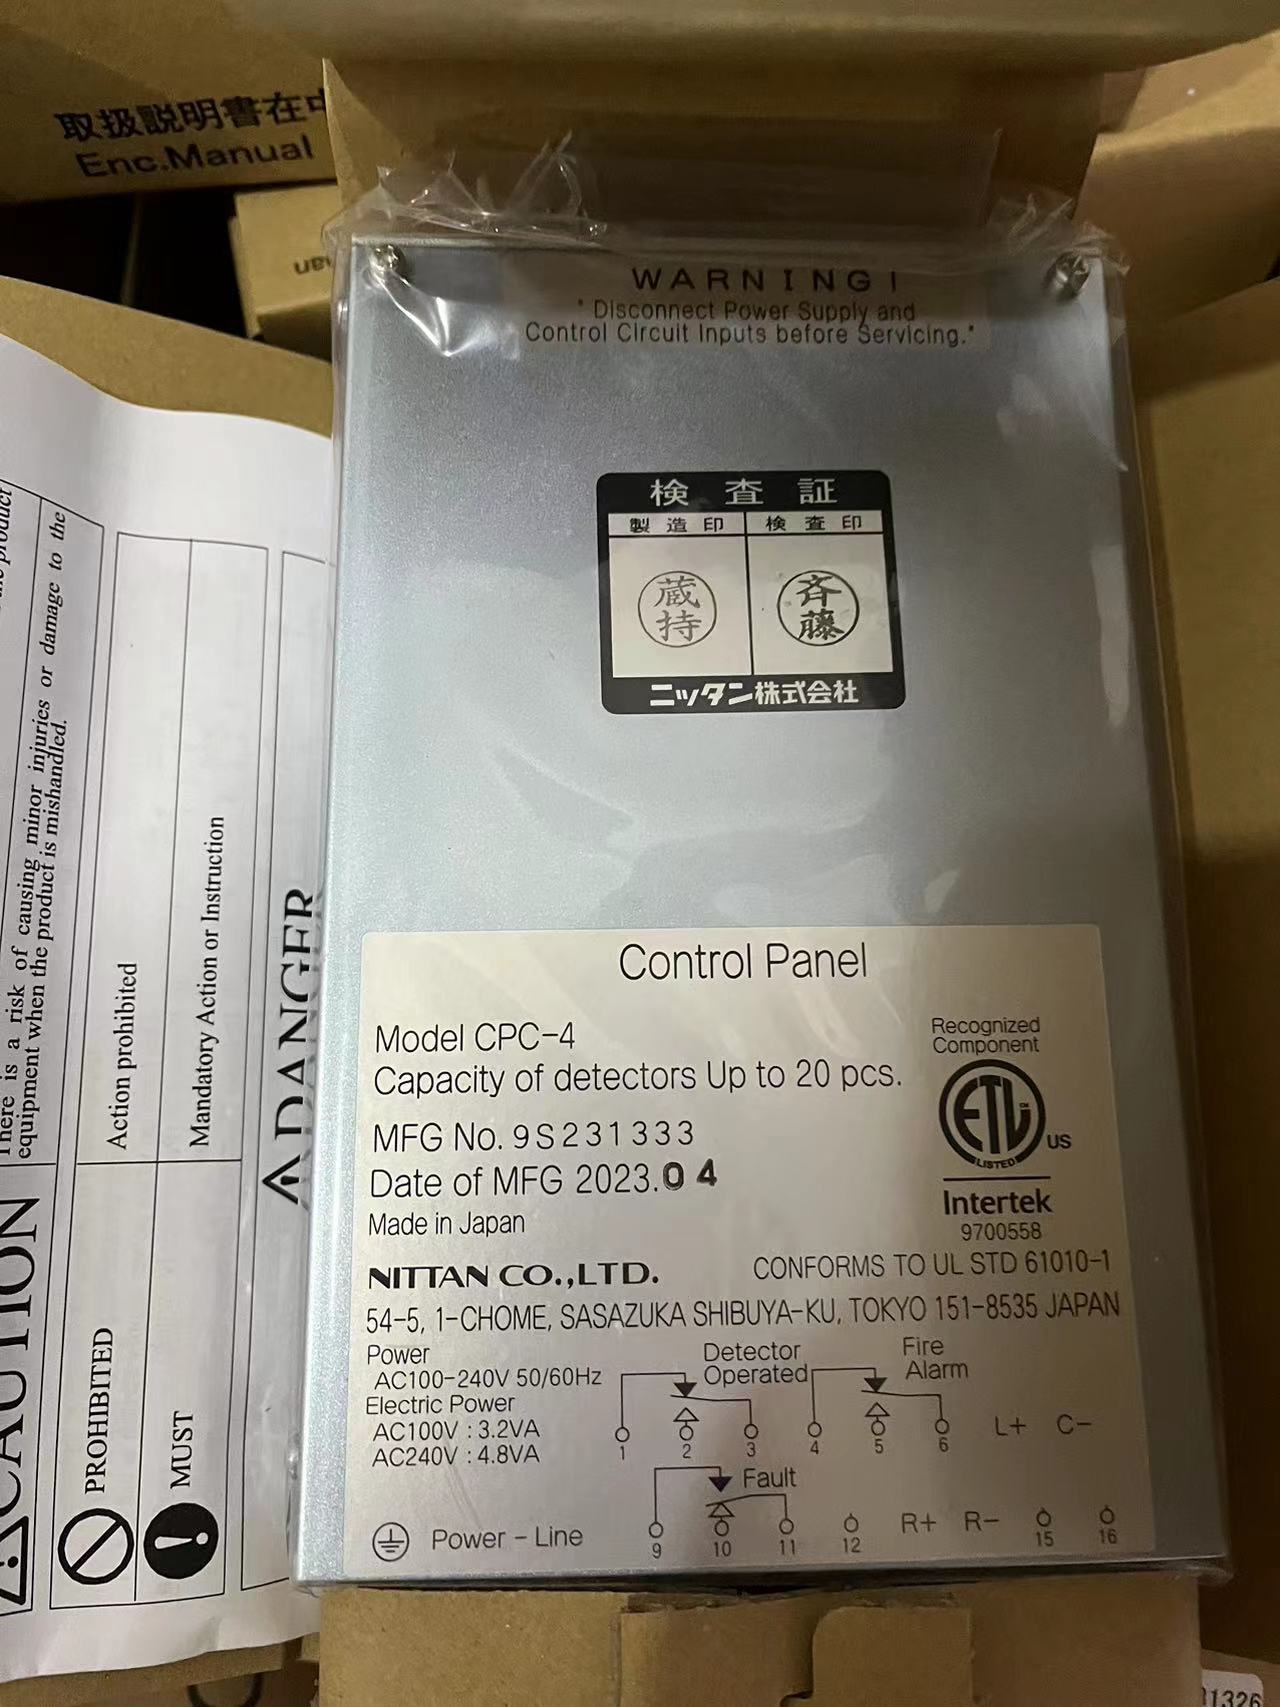 取扱説明書在中
Enc.Manual
WARNING!
" Disconnect Power Supply and
Control Circuit Inputs before Servicing."
検査証
製造印 検査印
蔵持 斉藤
ニッタン株式会社
Control Panel
Model CPC-4
Capacity of detectors Up to 20 pcs.
MFG No. 9S231333
Date of MFG 2023.04
Made in Japan
Recognized
Component
ETL
CM
US
LISTED
Intertek
9700558
NITTAN CO.,LTD.
CONFORMS TO UL STD 61010-1
54-5, 1-CHOME, SASAZUKA SHIBUYA-KU, TOKYO 151-8535 JAPAN
Power
AC100-240V 50/60Hz
Electric Power
AC100V : 3.2VA
AC240V : 4.8VA
Detector
Operated
Fire
Alarm
1 2 3 4 5 6 L+ C-
Fault
Power - Line
9 10 11 12 R+ R- 15 16
product
There is a risk of causing minor injuries or damage to the
equipment when the product is mishandled.
CAUTION
Action prohibited
PROHIBITED
Mandatory Action or Instruction
MUST
DANGER
1326